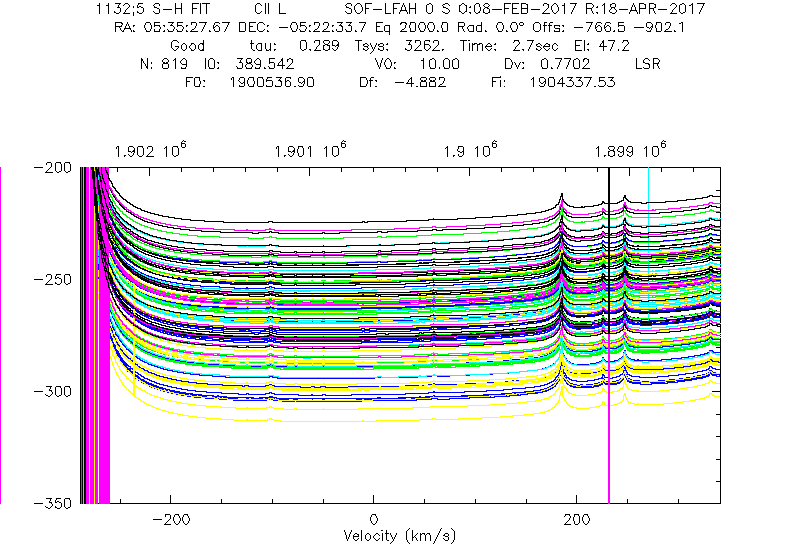 1132;5 S-H FIT CII L SOF-LFAH 0 S O:08-FEB-2017 R:18-APR-2017
RA: 05:35:27.67 DEC: -05:22:33.7 Eq 2000.0 Rad. 0.0° Offs: -766.5 -902.1
Good tau: 0.289 Tsys: 3262. Time: 2.7sec El: 47.2
N: 819 I0: 389.542 V0: 10.00 Dv: 0.7702 LSR
F0: 1900536.90 Df: -4.882 Fi: 1904337.53
1.902 10⁶ 1.901 10⁶ 1.9 10⁶ 1.899 10⁶
-200
-250
-300
-350
-200 0 200
Velocity (km/s)